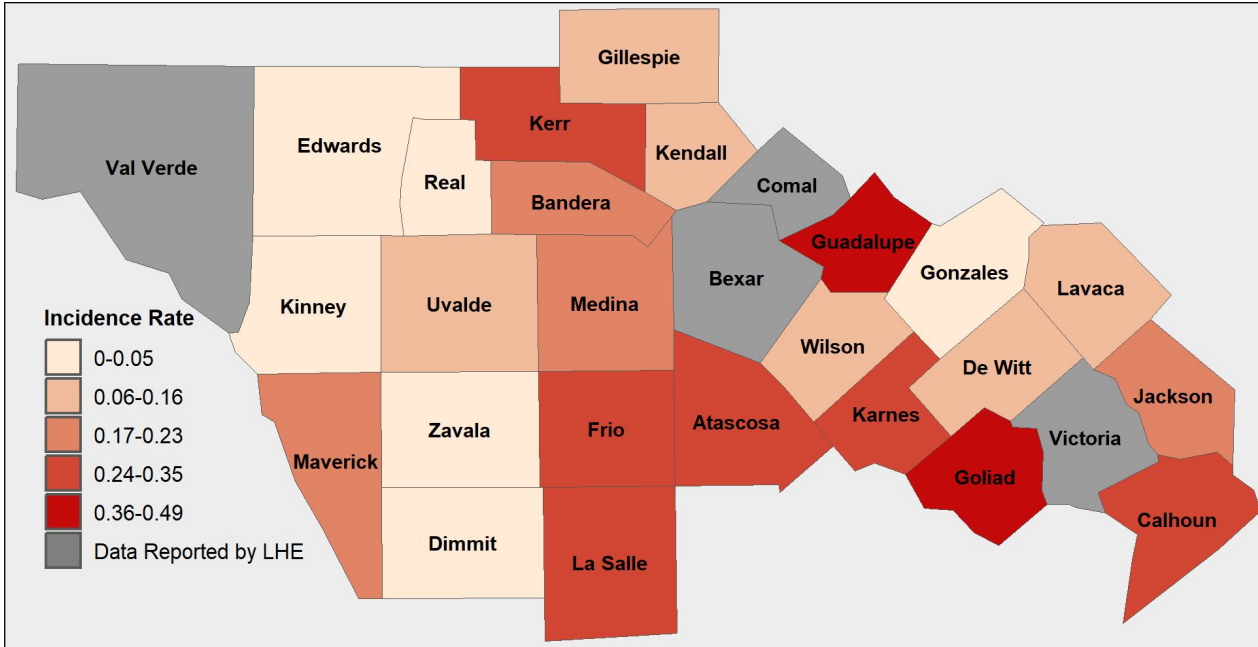 Gillespie
Kerr
Edwards
Kendall
Val Verde
Real
Comal
Bandera
Guadalupe
Gonzales
Bexar
Lavaca
Kinney
Uvalde
Medina
Wilson
De Witt
Jackson
Karnes
Atascosa
Zavala
Frio
Victoria
Maverick
Goliad
Calhoun
Dimmit
La Salle
Incidence Rate
0-0.05
0.06-0.16
0.17-0.23
0.24-0.35
0.36-0.49
Data Reported by LHE